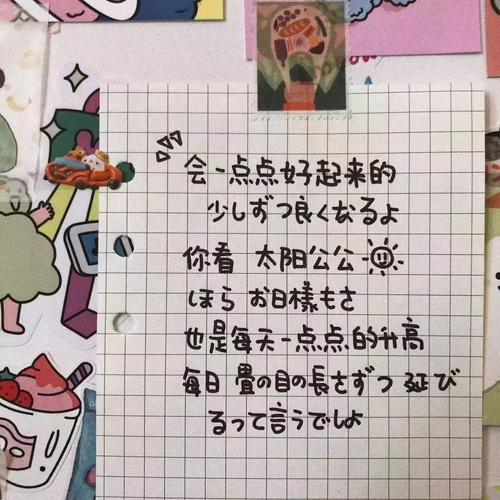 会一点点好起来的
少しずつ良くなるよ
你看 太阳公公
ほら お日様もさ
也是每天一点点的升高
毎日 畳の目の長さずつ 延び
るって言うでしょ